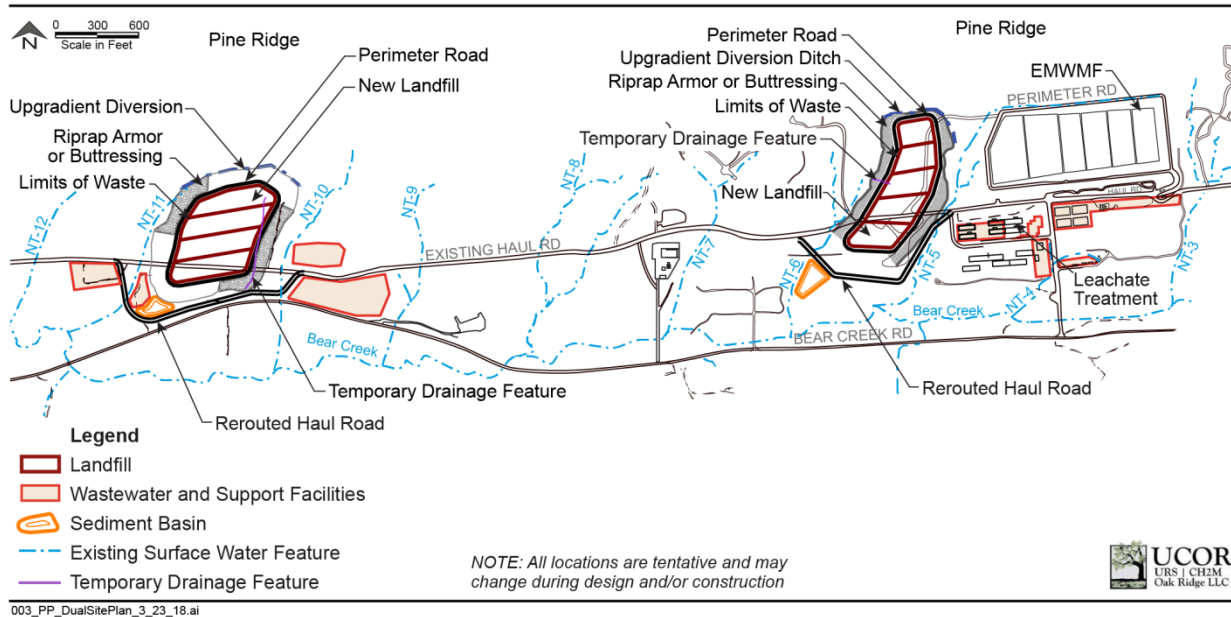 N
0 300 600
Scale in Feet
Pine Ridge
Perimeter Road
New Landfill
Upgradient Diversion
Riprap Armor
or Buttressing
Limits of Waste
Perimeter Road
Upgradient Diversion Ditch
Riprap Armor or Buttressing
Limits of Waste
Temporary Drainage Feature
New Landfill
Pine Ridge
EMWMF
PERIMETER RD
HAUL RD
NT-12
NT-11
NT-10
NT-9
NT-8
NT-7
NT-6
NT-5
NT-4
NT-3
EXISTING HAUL RD
Leachate
Treatment
Bear Creek
Bear Creek
BEAR CREEK RD
Temporary Drainage Feature
Rerouted Haul Road
Rerouted Haul Road
Legend
Landfill
Wastewater and Support Facilities
Sediment Basin
Existing Surface Water Feature
Temporary Drainage Feature
NOTE: All locations are tentative and may
change during design and/or construction
UCOR
URS | CH2M
Oak Ridge LLC
003_PP_DualSitePlan_3_23_18.ai